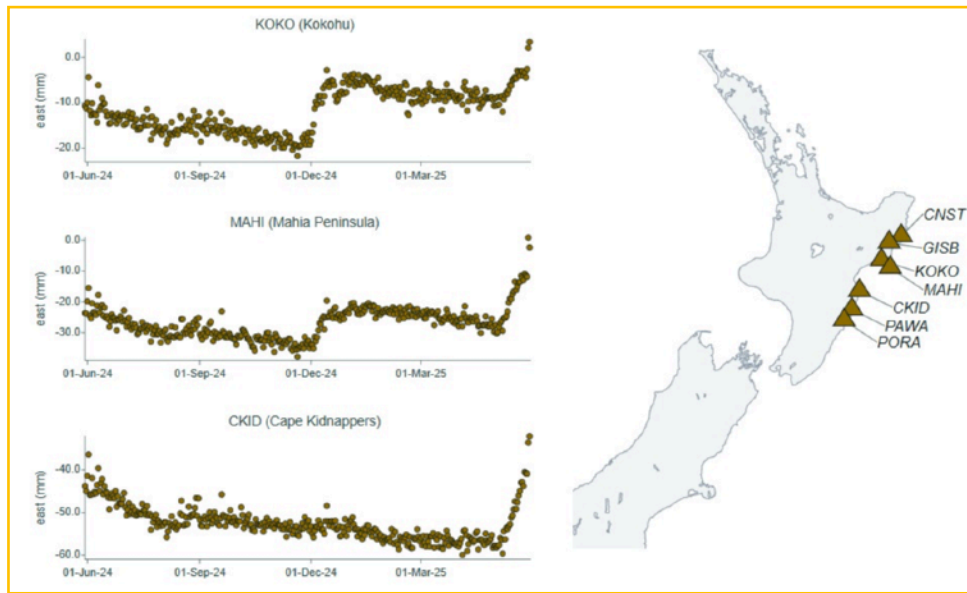 KOKO (Kokohu)
0.0
-10.0
-20.0
east (mm)
01-Jun-24 01-Sep-24 01-Dec-24 01-Mar-25
MAHI (Mahia Peninsula)
0.0
-10.0
-20.0
-30.0
east (mm)
01-Jun-24 01-Sep-24 01-Dec-24 01-Mar-25
CKID (Cape Kidnappers)
-40.0
-50.0
-60.0
east (mm)
01-Jun-24 01-Sep-24 01-Dec-24 01-Mar-25
CNST
GISB
KOKO
MAHI
CKID
PAWA
PORA